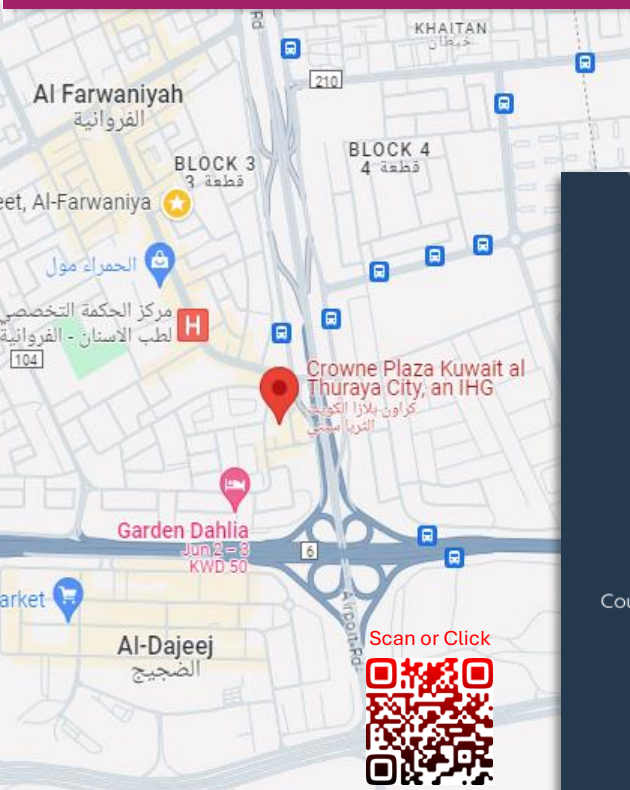 KHAITAN
خيطان
Rd
210
Al Farwaniyah
الفروانية
BLOCK 3
قطعة 3
BLOCK 4
قطعة 4
eet, Al-Farwaniya
الحمراء مول
مركز الحكمة التخصصي
لطب الاسنان - الفروانية
H
104
Crowne Plaza Kuwait al
Thuraya City, an IHG
كراون بلازا الكويت
الثريا سيتي
Garden Dahlia
Jun 2 – 3
KWD 50
6
arket
Al-Dajeej
الضجيج
Airport Rd
Scan or Click
Cou